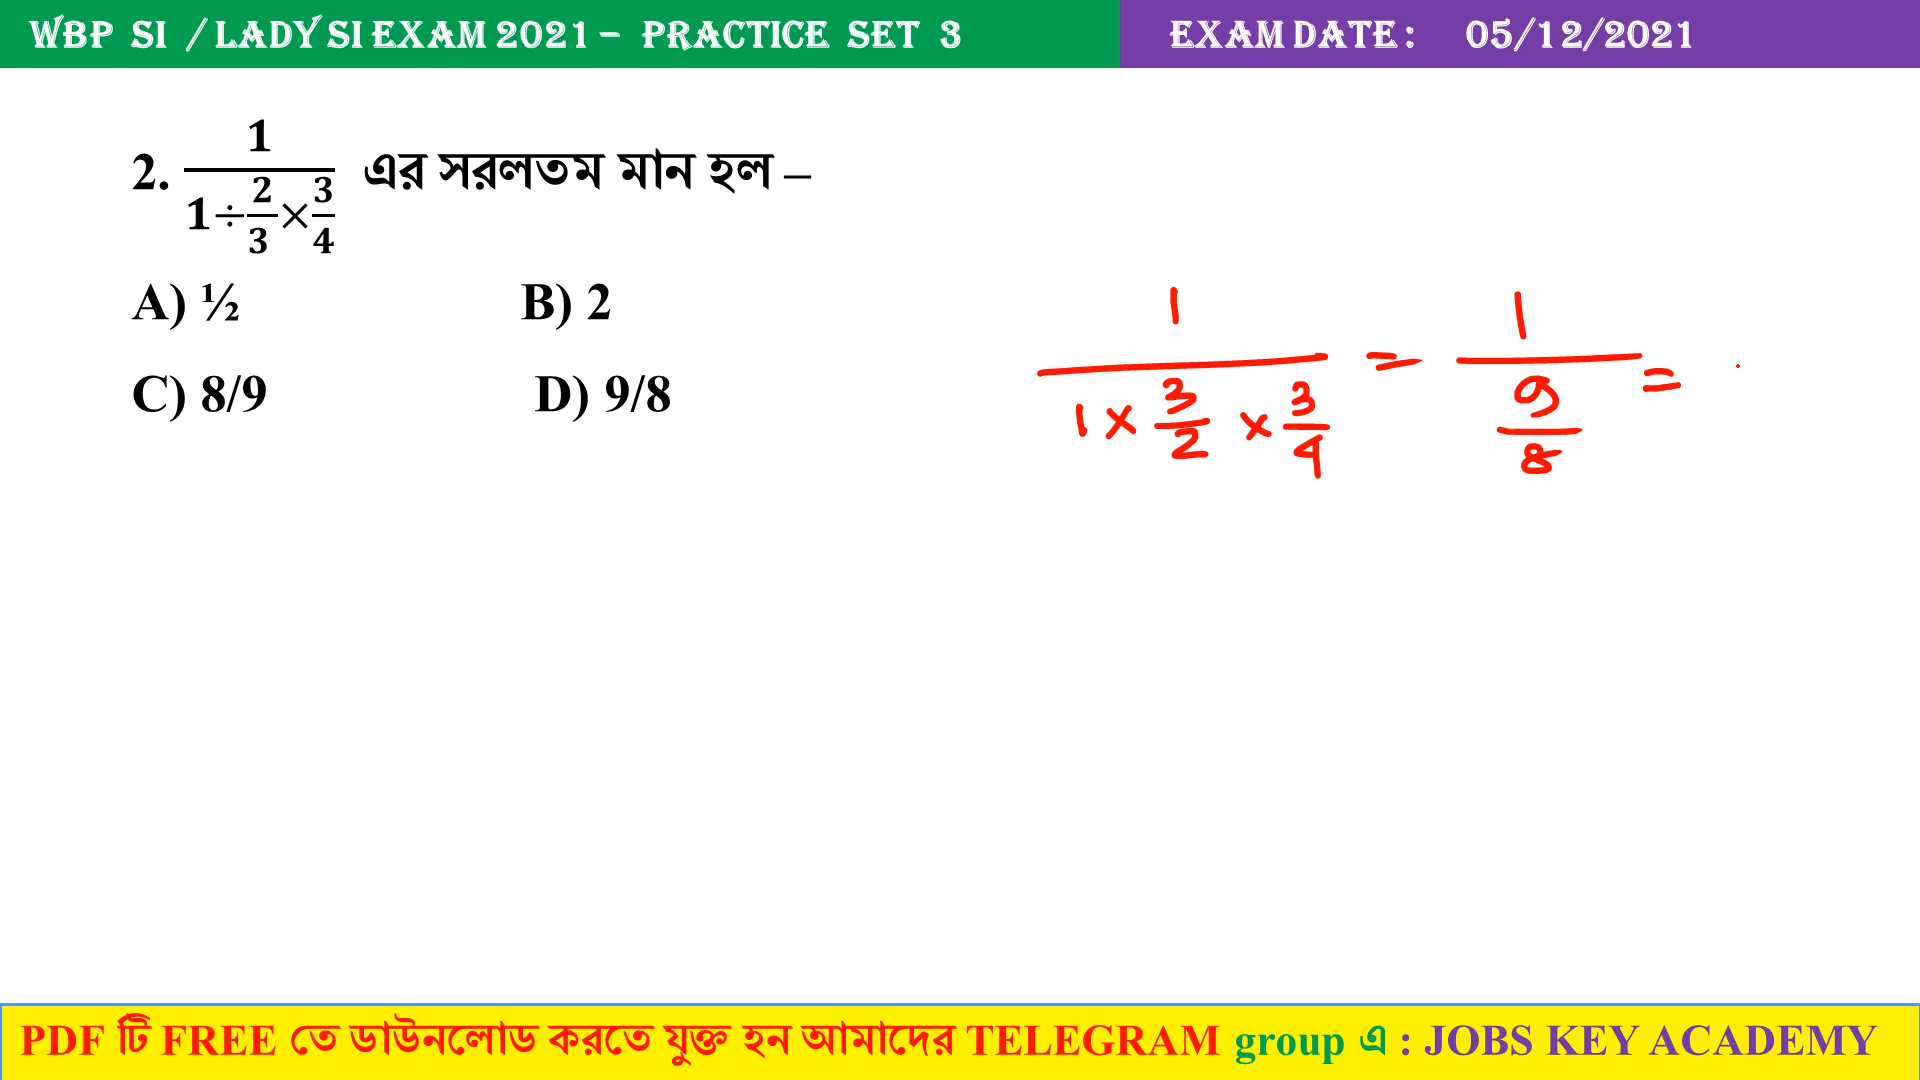 WBP SI / LADY SI EXAM 2021 – PRACTICE SET 3
EXAM DATE : 05/12/2021
2. 1/(1÷2/3×3/4) এর সরলতম মান হল –
A) ½ B) 2
C) 8/9 D) 9/8
1/(1 × 3/2 × 3/4) = 1/(9/8) =
PDF টি FREE তে ডাউনলোড করতে যুক্ত হন আমাদের TELEGRAM group এ : JOBS KEY ACADEMY